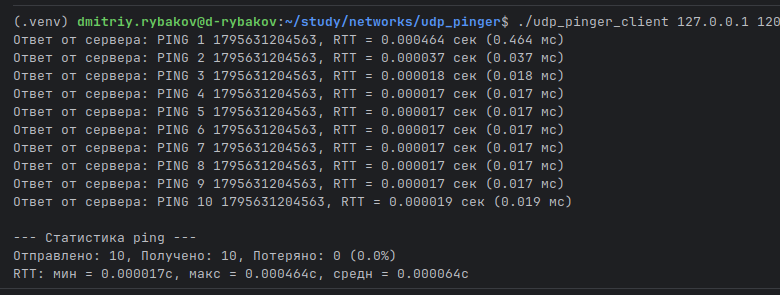 (.venv) dmitriy.rybakov@d-rybakov:~/study/networks/udp_pinger$ ./udp_pinger_client 127.0.0.1 120
Ответ от сервера: PING 1 1795631204563, RTT = 0.000464 сек (0.464 мс)
Ответ от сервера: PING 2 1795631204563, RTT = 0.000037 сек (0.037 мс)
Ответ от сервера: PING 3 1795631204563, RTT = 0.000018 сек (0.018 мс)
Ответ от сервера: PING 4 1795631204563, RTT = 0.000017 сек (0.017 мс)
Ответ от сервера: PING 5 1795631204563, RTT = 0.000017 сек (0.017 мс)
Ответ от сервера: PING 6 1795631204563, RTT = 0.000017 сек (0.017 мс)
Ответ от сервера: PING 7 1795631204563, RTT = 0.000017 сек (0.017 мс)
Ответ от сервера: PING 8 1795631204563, RTT = 0.000017 сек (0.017 мс)
Ответ от сервера: PING 9 1795631204563, RTT = 0.000017 сек (0.017 мс)
Ответ от сервера: PING 10 1795631204563, RTT = 0.000019 сек (0.019 мс)
--- Статистика ping ---
Отправлено: 10, Получено: 10, Потеряно: 0 (0.0%)
RTT: мин = 0.000017с, макс = 0.000464с, средн = 0.000064с